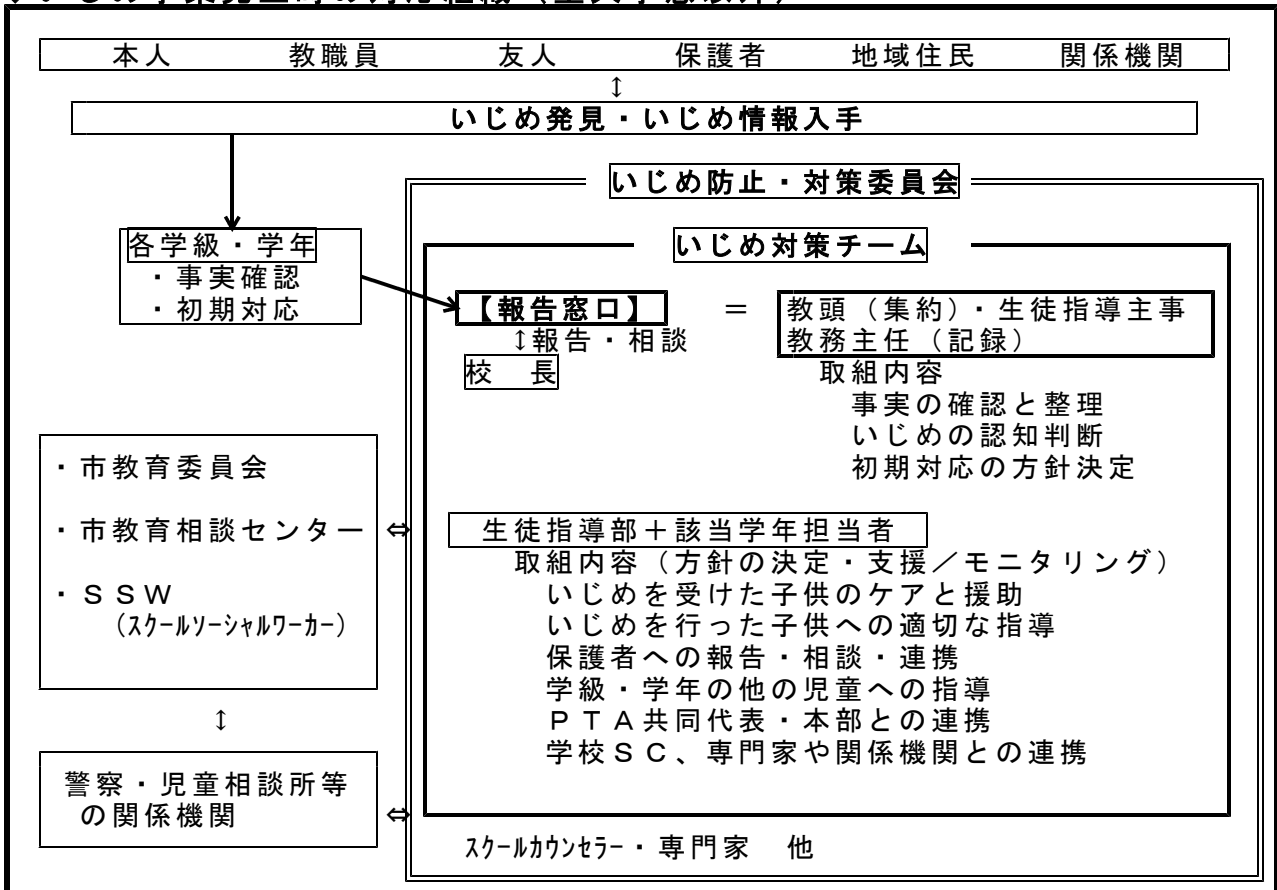 本人　教職員　友人　保護者　地域住民　関係機関
↕
いじめ発見・いじめ情報入手
いじめ防止・対策委員会
各学級・学年
・事実確認
・初期対応
いじめ対策チーム
【報告窓口】　＝　教頭（集約）・生徒指導主事
教務主任（記録）
↕報告・相談
校　長
取組内容
事実の確認と整理
いじめの認知判断
初期対応の方針決定
・市教育委員会
・市教育相談センター　⇔
・ＳＳＷ
（ｽｸｰﾙｿｰｼｬﾙﾜｰｶｰ）
↕
警察・児童相談所等
の関係機関　⇔
生徒指導部＋該当学年担当者
取組内容（方針の決定・支援／モニタリング）
いじめを受けた子供のケアと援助
いじめを行った子供への適切な指導
保護者への報告・相談・連携
学級・学年の他の児童への指導
ＰＴＡ共同代表・本部との連携
学校ＳＣ、専門家や関係機関との連携
ｽｸｰﾙｶｳﾝｾﾗｰ・専門家　他